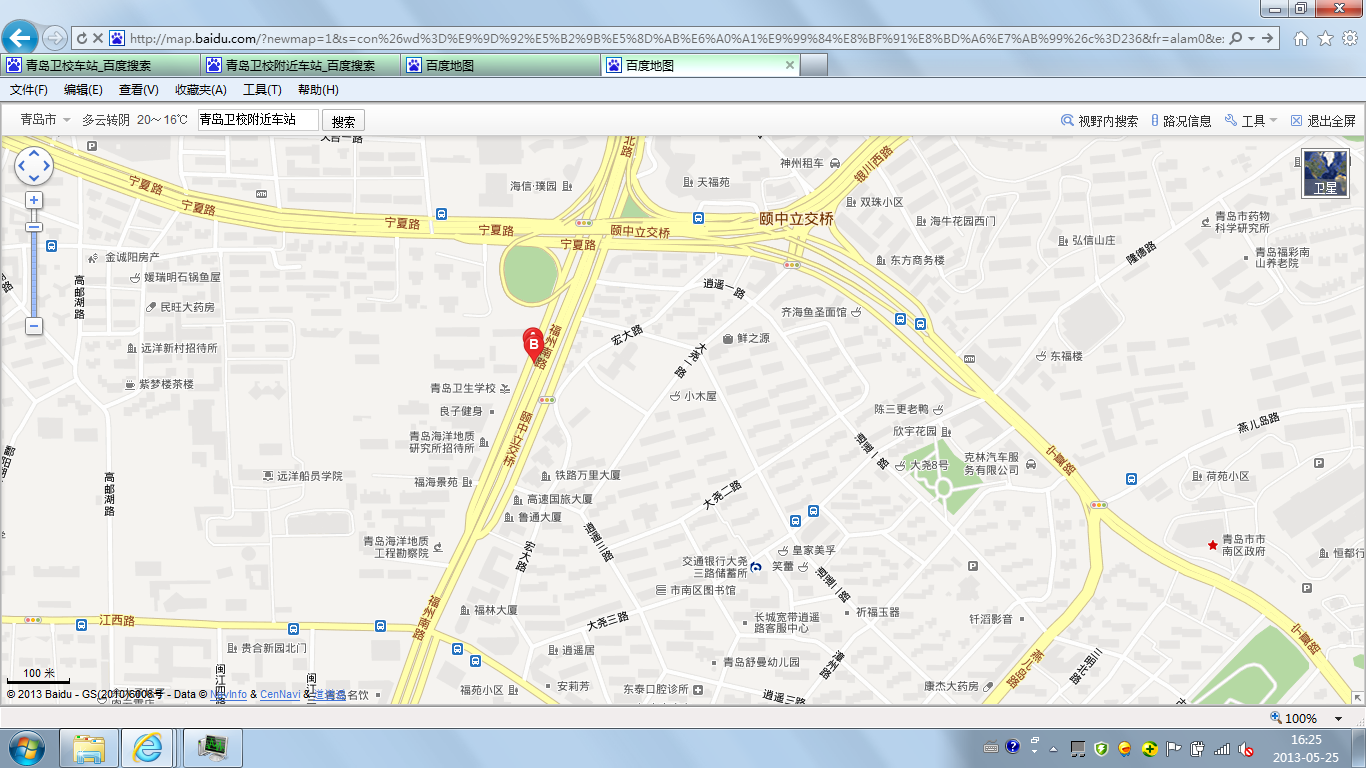 http://map.baidu.com/?newmap=1&s=con%26wd%3D%E9%9D%92%E5%B2%9B%E5%8D%AB%E6%A0%A1%E9%99%84%E8%BF%91%E8%BD%A6%E7%AB%99%26c%3D236&fr=alam0&e
青岛卫校车站_百度搜索
青岛卫校附近车站_百度搜索
百度地图
百度地图
文件(F) 编辑(E) 查看(V) 收藏夹(A) 工具(T) 帮助(H)
青岛市 多云转阴 20～16℃ 青岛卫校附近车站 搜索
视野内搜索 路况信息 工具 退出全屏
卫星
宁夏路
宁夏路
宁夏路
宁夏路
宁夏路
颐中立交桥
颐中立交桥
银川西路
神州租车
海信·璞园
天福苑
双珠小区
海牛花园西门
青岛市药物
科学研究所
弘信山庄
隆德路
青岛福彩南
山养老院
东方商务楼
金诚阳房产
媛瑞明石锅鱼屋
民旺大药房
高邮湖路
远洋新村招待所
紫梦楼茶楼
逍遥一路
齐海鱼圣面馆
宏大路
鲜之源
大尧一路
东福楼
福州南路
B
青岛卫生学校
良子健身
小木屋
陈三更老鸭
欣宇花园
燕儿岛路
颐中立交桥
青岛海洋地质
研究所招待所
大尧8号
克林汽车服
务有限公司
宁夏路
远洋船员学院
福海景苑
铁路万里大厦
高速国旅大厦
鲁通大厦
高邮湖路
大尧二路
逍遥一路
荷苑小区
青岛海洋地质
工程勘察院
宏大路
逍遥三路
皇家美孚
交通银行大尧
三路储蓄所
笑蕾
青岛市市
南区政府
恒都行
市南区图书馆
逍遥二路
福林大厦
福州南路
江西路
大尧三路
长城宽带逍遥
路客服中心
祈福玉器
钎滔影音
宁夏路
贵合新园北门
逍遥居
青岛舒曼幼儿园
漳州路
燕儿岛路
三明北路
100 米
福苑小区
安莉芳
东泰口腔诊所
逍遥三路
康杰大药房
© 2013 Baidu - GS(2010)6008号 - Data © NavInfo & CenNavi &
100%
16:25
2013-05-25